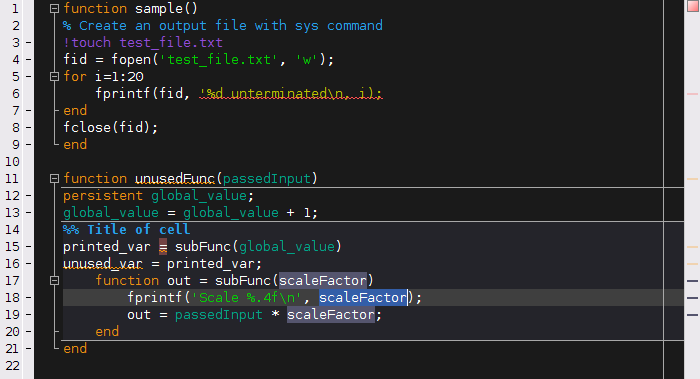 1 function sample()
2 % Create an output file with sys command
3 - !touch test_file.txt
4 - fid = fopen('test_file.txt', 'w');
5 - for i=1:20
6 fprintf(fid, '%d unterminated\n, i);
7 - end
8 - fclose(fid);
9 - end
10
11 function unusedFunc(passedInput)
12 - persistent global_value;
13 - global_value = global_value + 1;
14 %% Title of cell
15 - printed_var = subFunc(global_value)
16 - unused_var = printed_var;
17 function out = subFunc(scaleFactor)
18 - fprintf('Scale %.4f\n', scaleFactor);
19 - out = passedInput * scaleFactor;
20 - end
21 - end
22